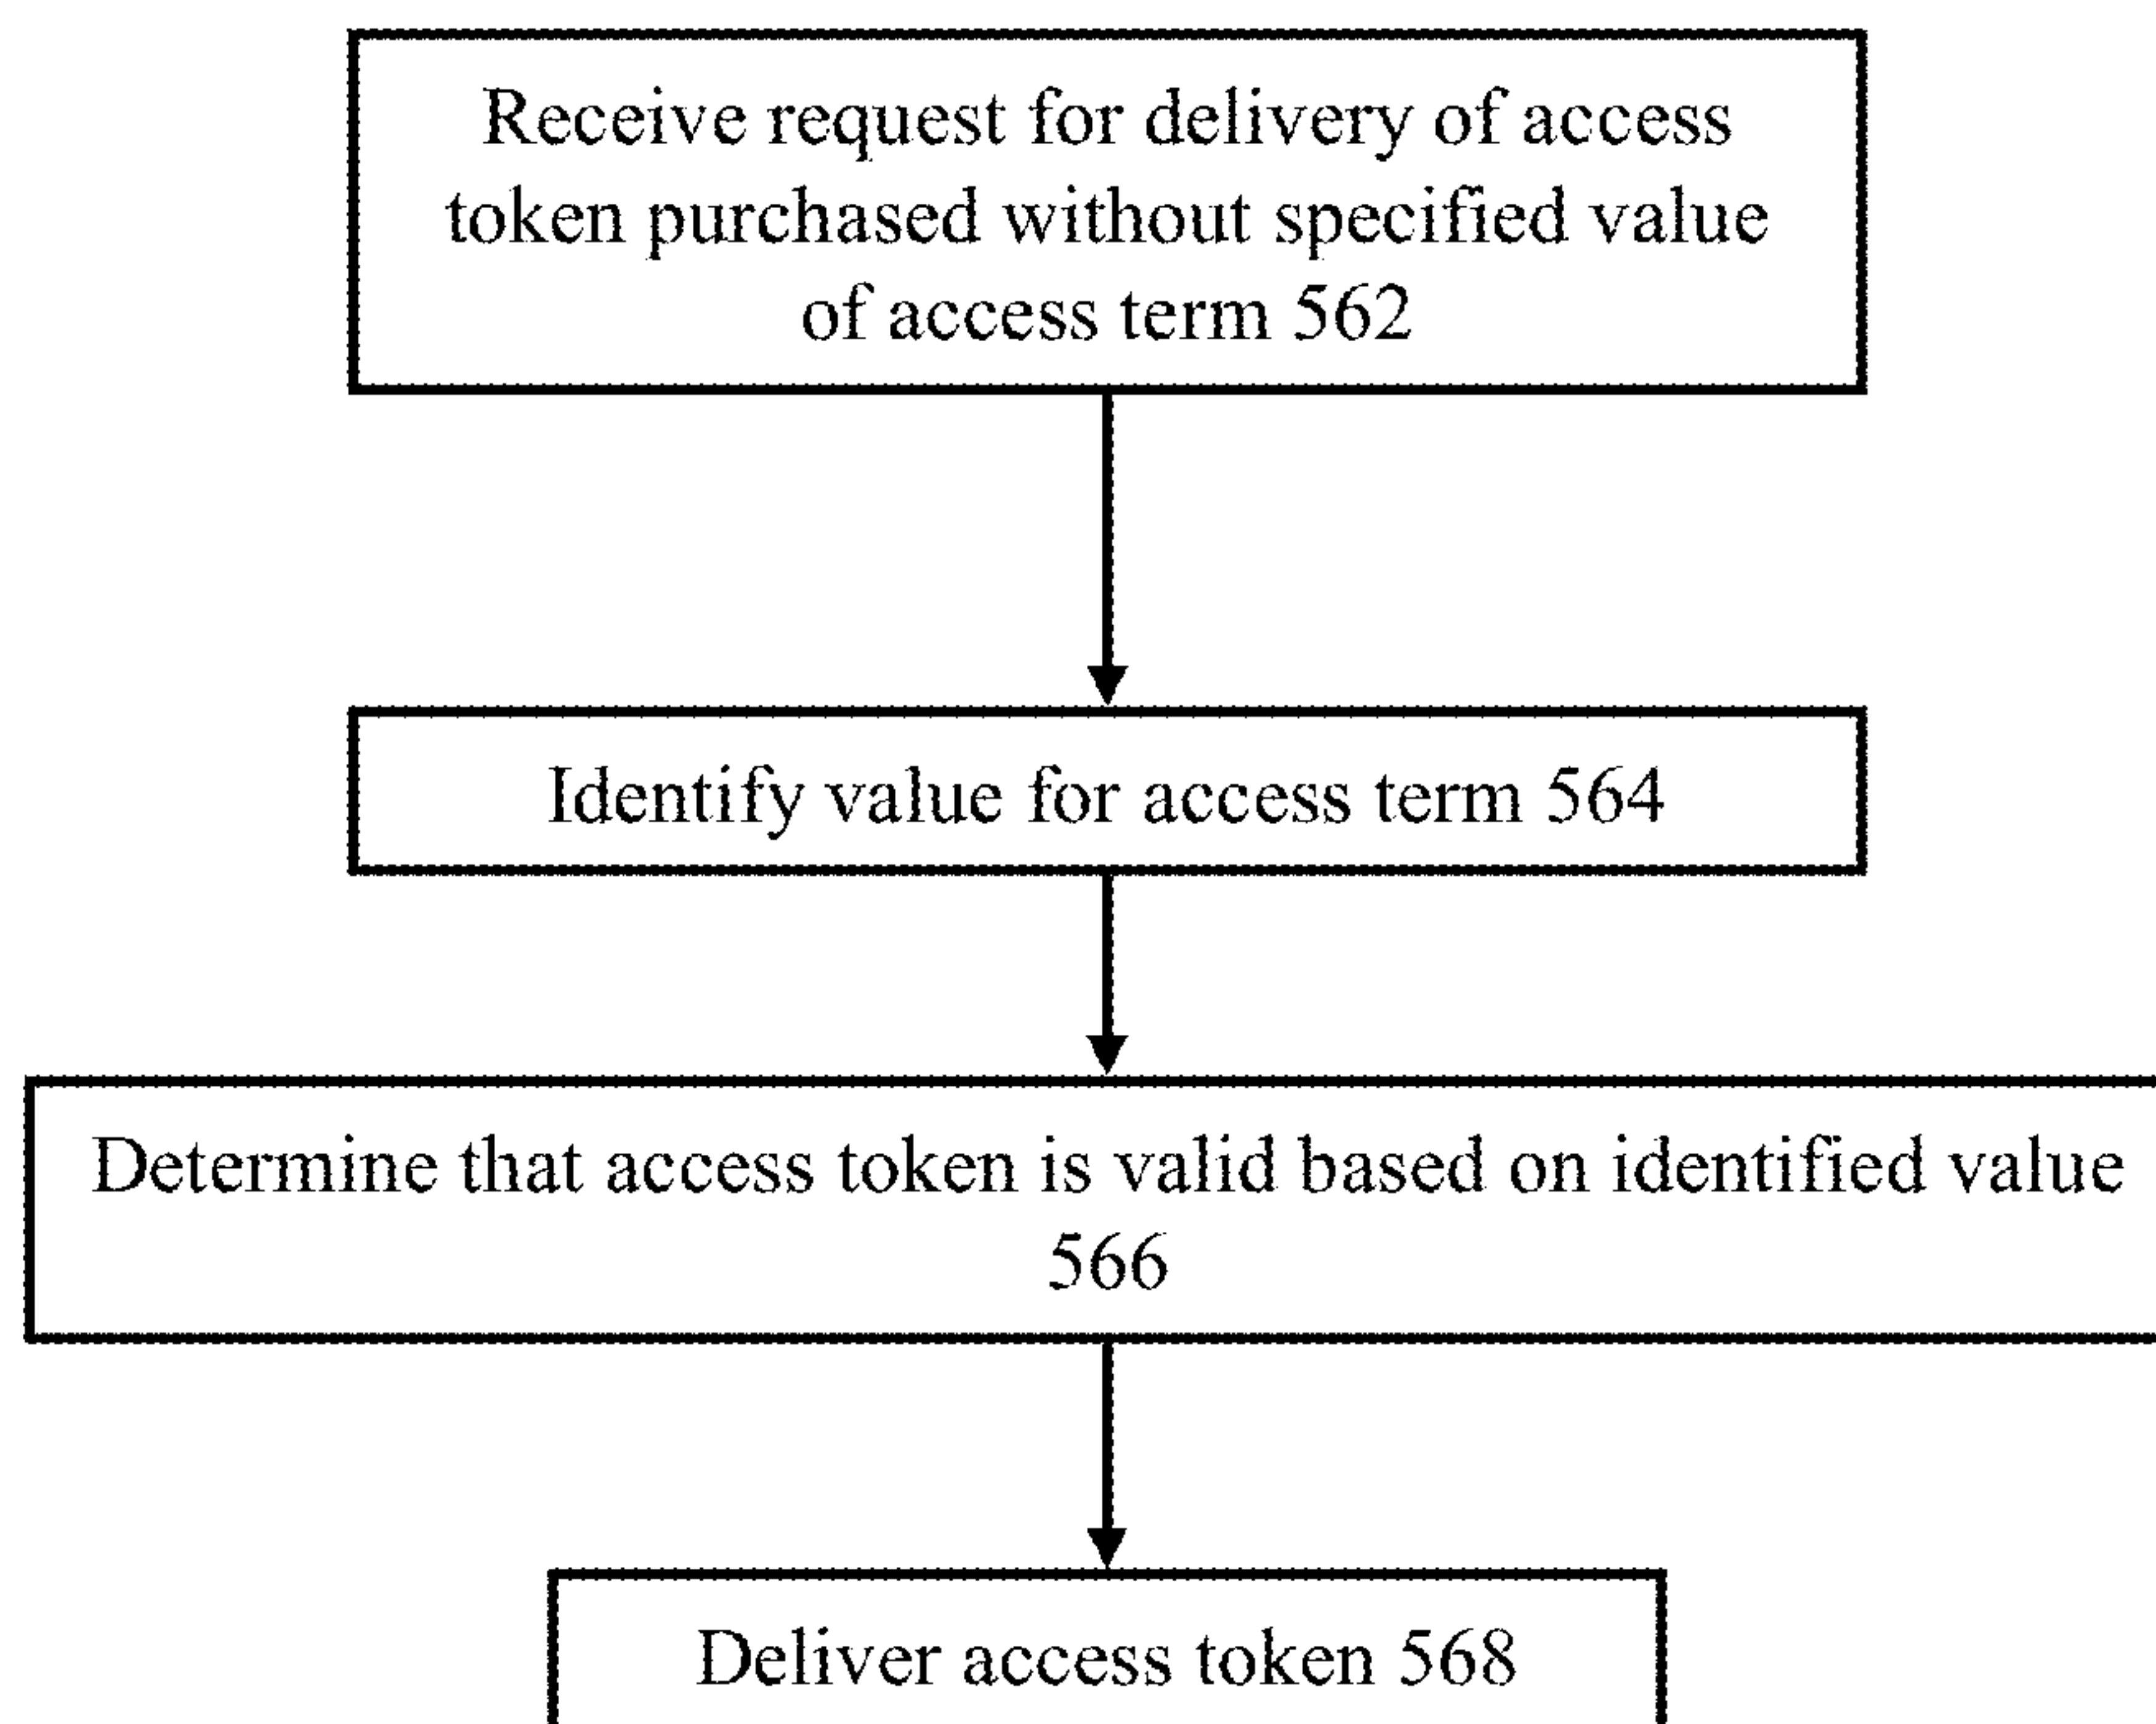 Receive request for delivery of access
token purchased without specified value
of access term 562
Identify value for access term 564
Determine that access token is valid based on identified value
566
Deliver access token 568